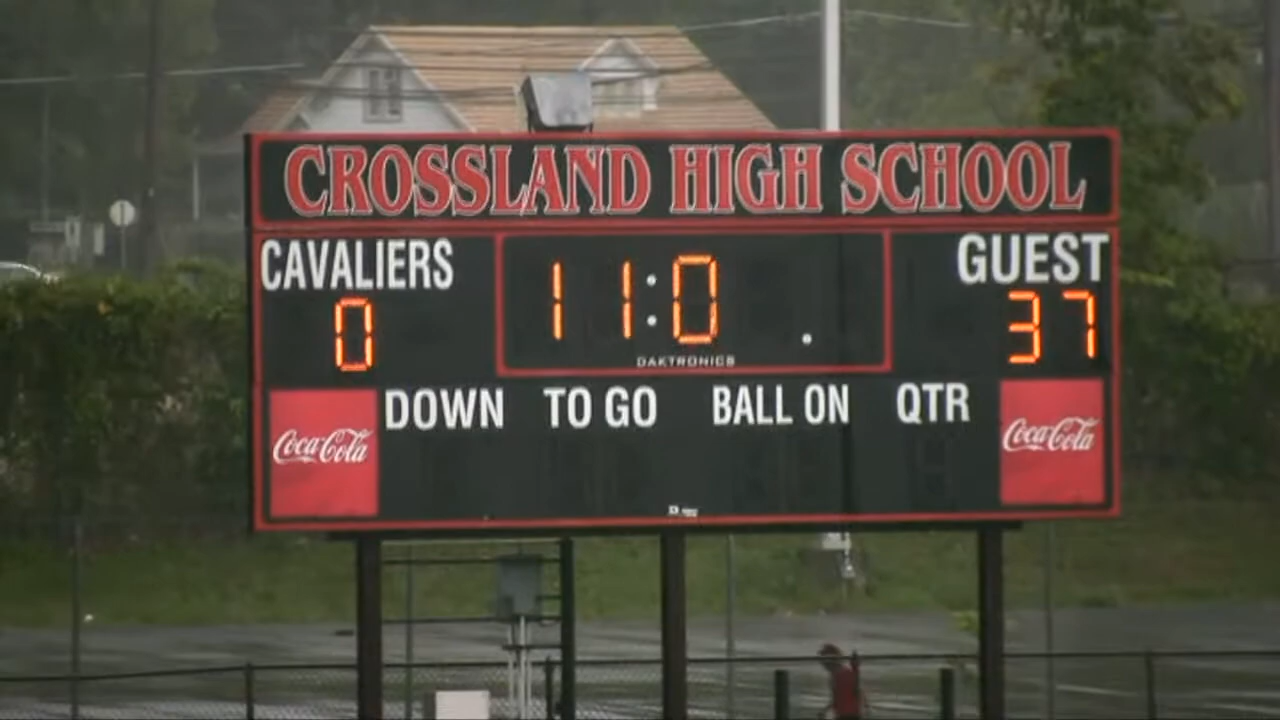 CROSSLAND HIGH SCHOOL
CAVALIERS GUEST
0 11:0 . 37
DAKTRONICS
DOWN TO GO BALL ON QTR
Coca-Cola Coca-Cola